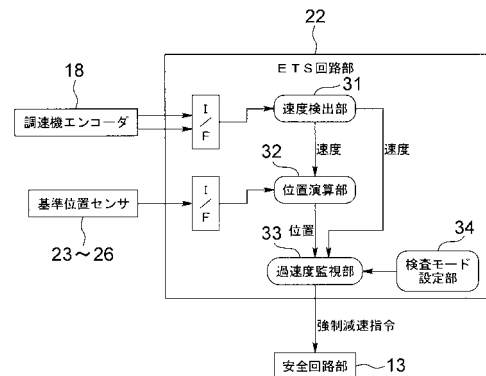 22
ETS回路部
18
31
調速機エンコーダ
I/F
速度検出部
速度
速度
32
基準位置センサ
I/F
位置演算部
23〜26
位置
33
34
過速度監視部
検査モード
設定部
強制減速指令
安全回路部
13